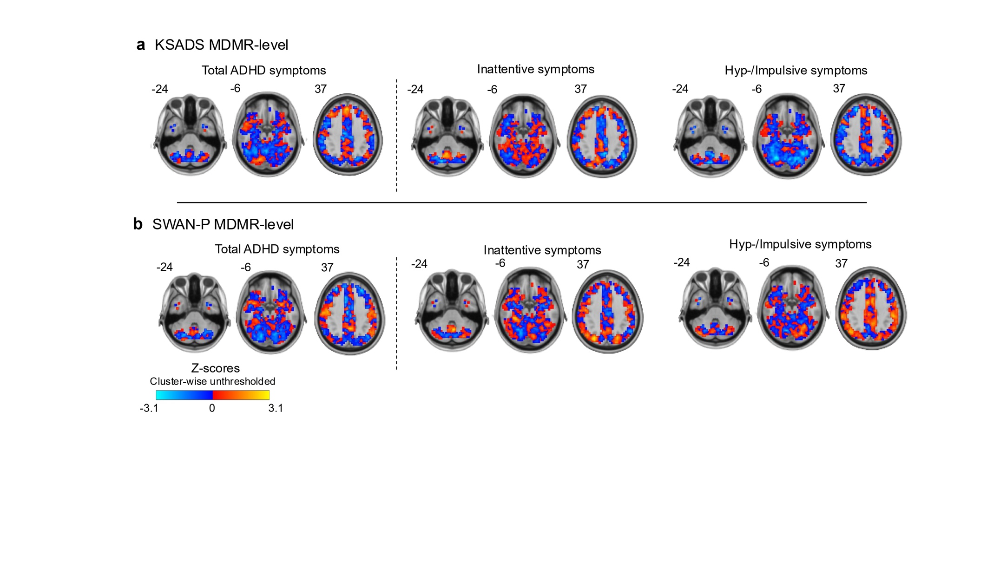 a KSADS MDMR-level
Total ADHD symptoms
-24 -6 37
Inattentive symptoms
-24 -6 37
Hyp-/Impulsive symptoms
-24 -6 37
b SWAN-P MDMR-level
Total ADHD symptoms
-24 -6 37
Inattentive symptoms
-24 -6 37
Hyp-/Impulsive symptoms
-24 -6 37
Z-scores
Cluster-wise unthresholded
-3.1 0 3.1